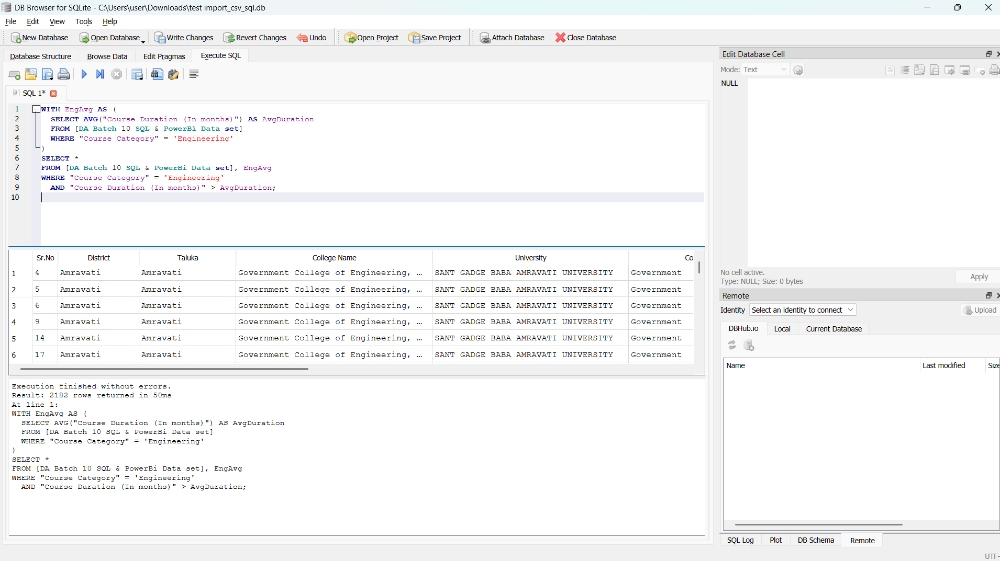 DB Browser for SQLite - C:\Users\user\Downloads\test import_csv_sql.db
File Edit View Tools Help
New Database Open Database Write Changes Revert Changes Undo Open Project Save Project Attach Database Close Database
Database Structure Browse Data Edit Pragmas Execute SQL
SQL 1*
1 WITH EngAvg AS (
2 SELECT AVG("Course Duration (In months)") AS AvgDuration
3 FROM [DA Batch 10 SQL & PowerBi Data set]
4 WHERE "Course Category" = 'Engineering'
5 )
6 SELECT *
7 FROM [DA Batch 10 SQL & PowerBi Data set], EngAvg
8 WHERE "Course Category" = 'Engineering'
9 AND "Course Duration (In months)" > AvgDuration;
10
Sr.No District Taluka College Name University Co
1 4 Amravati Amravati Government College of Engineering, ... SANT GADGE BABA AMRAVATI UNIVERSITY Government
2 5 Amravati Amravati Government College of Engineering, ... SANT GADGE BABA AMRAVATI UNIVERSITY Government
3 6 Amravati Amravati Government College of Engineering, ... SANT GADGE BABA AMRAVATI UNIVERSITY Government
4 9 Amravati Amravati Government College of Engineering, ... SANT GADGE BABA AMRAVATI UNIVERSITY Government
5 14 Amravati Amravati Government College of Engineering, ... SANT GADGE BABA AMRAVATI UNIVERSITY Government
6 17 Amravati Amravati Government College of Engineering, ... SANT GADGE BABA AMRAVATI UNIVERSITY Government
Execution finished without errors.
Result: 2182 rows returned in 50ms
At line 1:
WITH EngAvg AS (
SELECT AVG("Course Duration (In months)") AS AvgDuration
FROM [DA Batch 10 SQL & PowerBi Data set]
WHERE "Course Category" = 'Engineering'
)
SELECT *
FROM [DA Batch 10 SQL & PowerBi Data set], EngAvg
WHERE "Course Category" = 'Engineering'
AND "Course Duration (In months)" > AvgDuration;
Edit Database Cell
Mode: Text
NULL
No cell active.
Type: NULL; Size: 0 bytes
Apply
Remote
Identity Select an identity to connect Upload
DBHub.io Local Current Database
Name Last modified Size
SQL Log Plot DB Schema Remote
UTF-